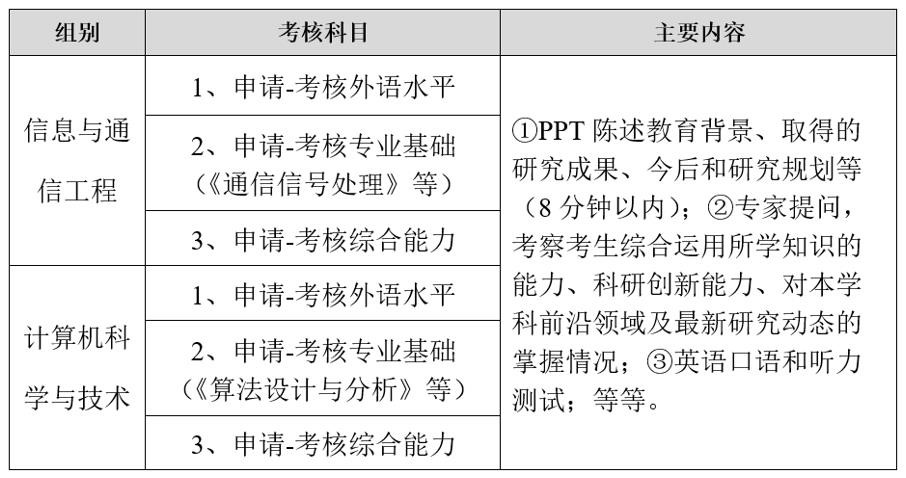 组别
考核科目
主要内容
信息与通
信工程
1、申请-考核外语水平
2、申请-考核专业基础
（《通信信号处理》等）
3、申请-考核综合能力
计算机科
学与技术
1、申请-考核外语水平
2、申请-考核专业基础
（《算法设计与分析》等）
3、申请-考核综合能力
①PPT 陈述教育背景、取得的
研究成果、今后和研究规划等
（8 分钟以内）；②专家提问，
考察考生综合运用所学知识的
能力、科研创新能力、对本学
科前沿领域及最新研究动态的
掌握情况；③英语口语和听力
测试；等等。